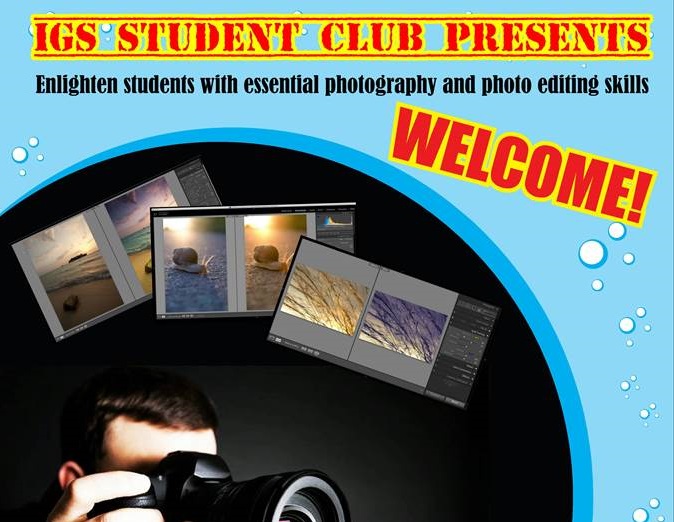 IGS STUDENT CLUB PRESENTS
Enlighten students with essential photography and photo editing skills
WELCOME!